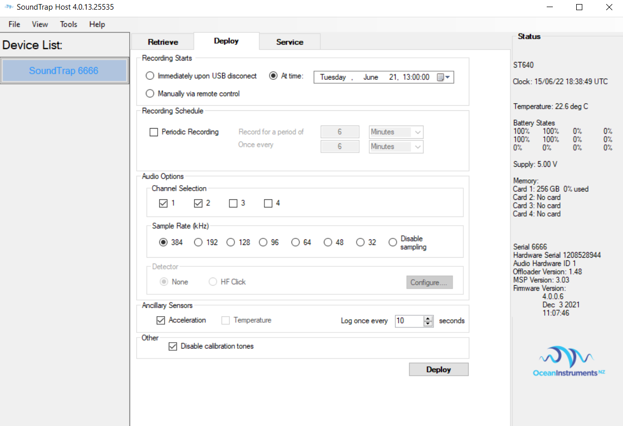 SoundTrap Host 4.0.13.25535
File View Tools Help
Device List:
SoundTrap 6666
Retrieve Deploy Service
Recording Starts
Immediately upon USB disconect At time: Tuesday , June 21, 13:00:00
Manually via remote control
Recording Schedule
Periodic Recording Record for a period of 6 Minutes
Once every 6 Minutes
Audio Options
Channel Selection
1 2 3 4
Sample Rate (kHz)
384 192 128 96 64 48 32 Disable
sampling
Detector
None HF Click Configure...
Ancillary Sensors
Acceleration Temperature Log once every 10 seconds
Other
Disable calibration tones
Deploy
Status
ST640
Clock: 15/06/22 18:38:49 UTC
Temperature: 22.6 deg C
Battery States
100% 100% 0% 0%
100% 100% 0% 0%
0% 0% 0% 0%
Supply: 5.00 V
Memory:
Card 1: 256 GB 0% used
Card 2: No card
Card 3: No card
Card 4: No card
Serial 6666
Hardware Serial 1208528944
Audio Hardware ID 1
Offloader Version: 1.48
MSP Version: 3.03
Firmware Version:
4.0.0.6
Dec 3 2021
11:07:46
OceanInstruments NZ